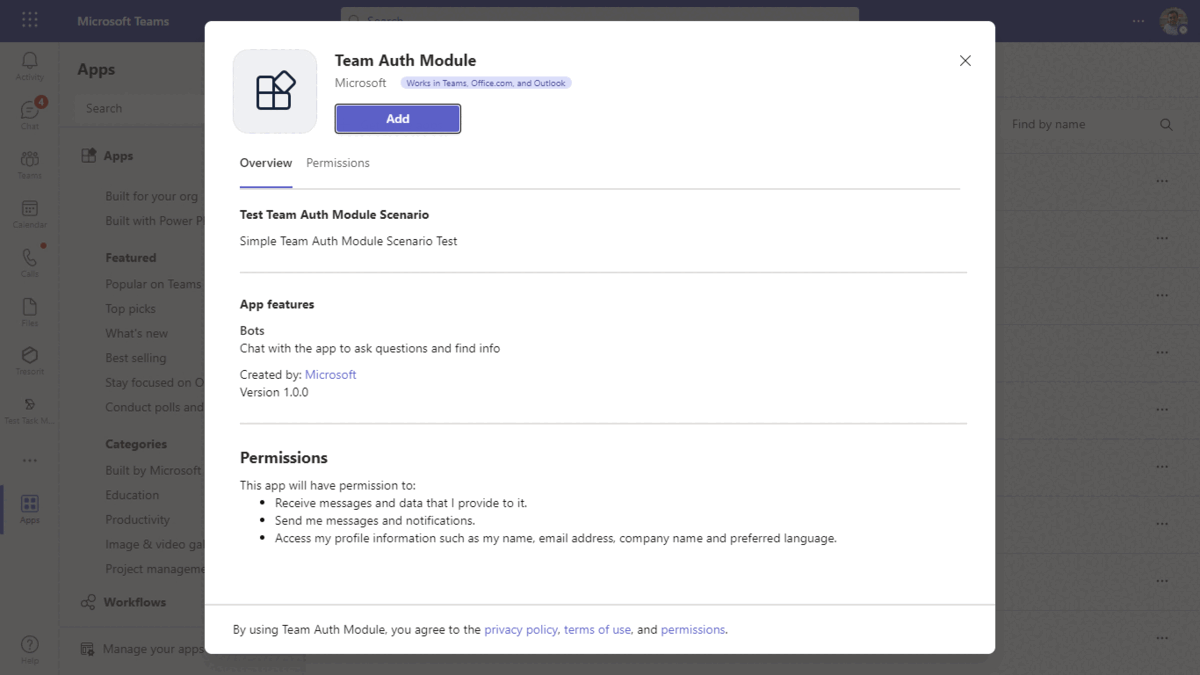 Microsoft Teams
Search
Activity
Chat
4
Teams
Calendar
Calls
Files
Tresorit
Test Task M...
Apps
Help
Apps
Search
Apps
Built for your org
Built with Power P
Featured
Popular on Teams
Top picks
What's new
Best selling
Stay focused on O
Conduct polls and
Categories
Built by Microsoft
Education
Productivity
Image & video gal
Project manageme
Workflows
Manage your apps
Find by name
Team Auth Module
Microsoft
Works in Teams, Office.com, and Outlook
Add
Overview
Permissions
Test Team Auth Module Scenario
Simple Team Auth Module Scenario Test
App features
Bots
Chat with the app to ask questions and find info
Created by: Microsoft
Version 1.0.0
Permissions
This app will have permission to:
• Receive messages and data that I provide to it.
• Send me messages and notifications.
• Access my profile information such as my name, email address, company name and preferred language.
By using Team Auth Module, you agree to the privacy policy, terms of use, and permissions.